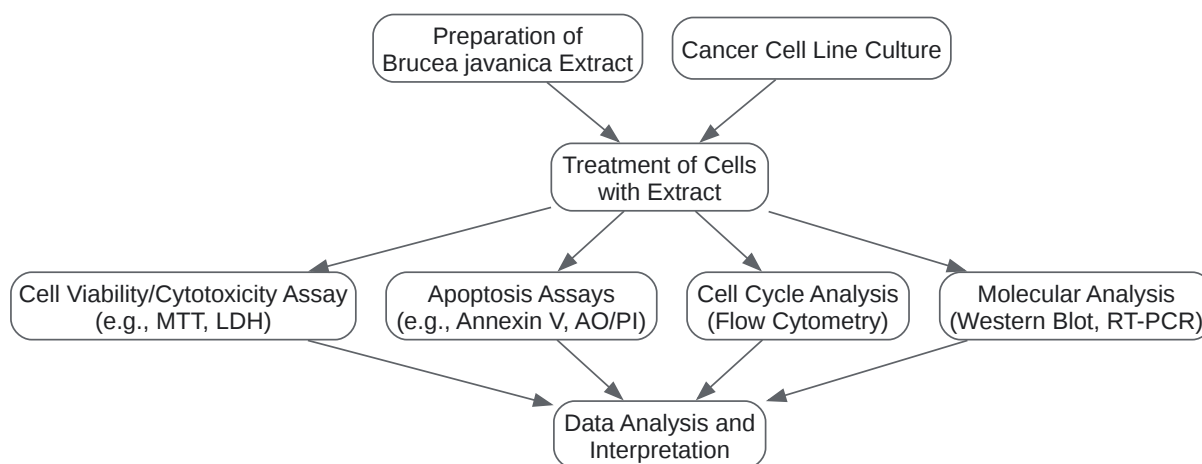 Preparation of
Brucea javanica Extract
Cancer Cell Line Culture
Treatment of Cells
with Extract
Cell Viability/Cytotoxicity Assay
(e.g., MTT, LDH)
Apoptosis Assays
(e.g., Annexin V, AO/PI)
Cell Cycle Analysis
(Flow Cytometry)
Molecular Analysis
(Western Blot, RT-PCR)
Data Analysis and
Interpretation